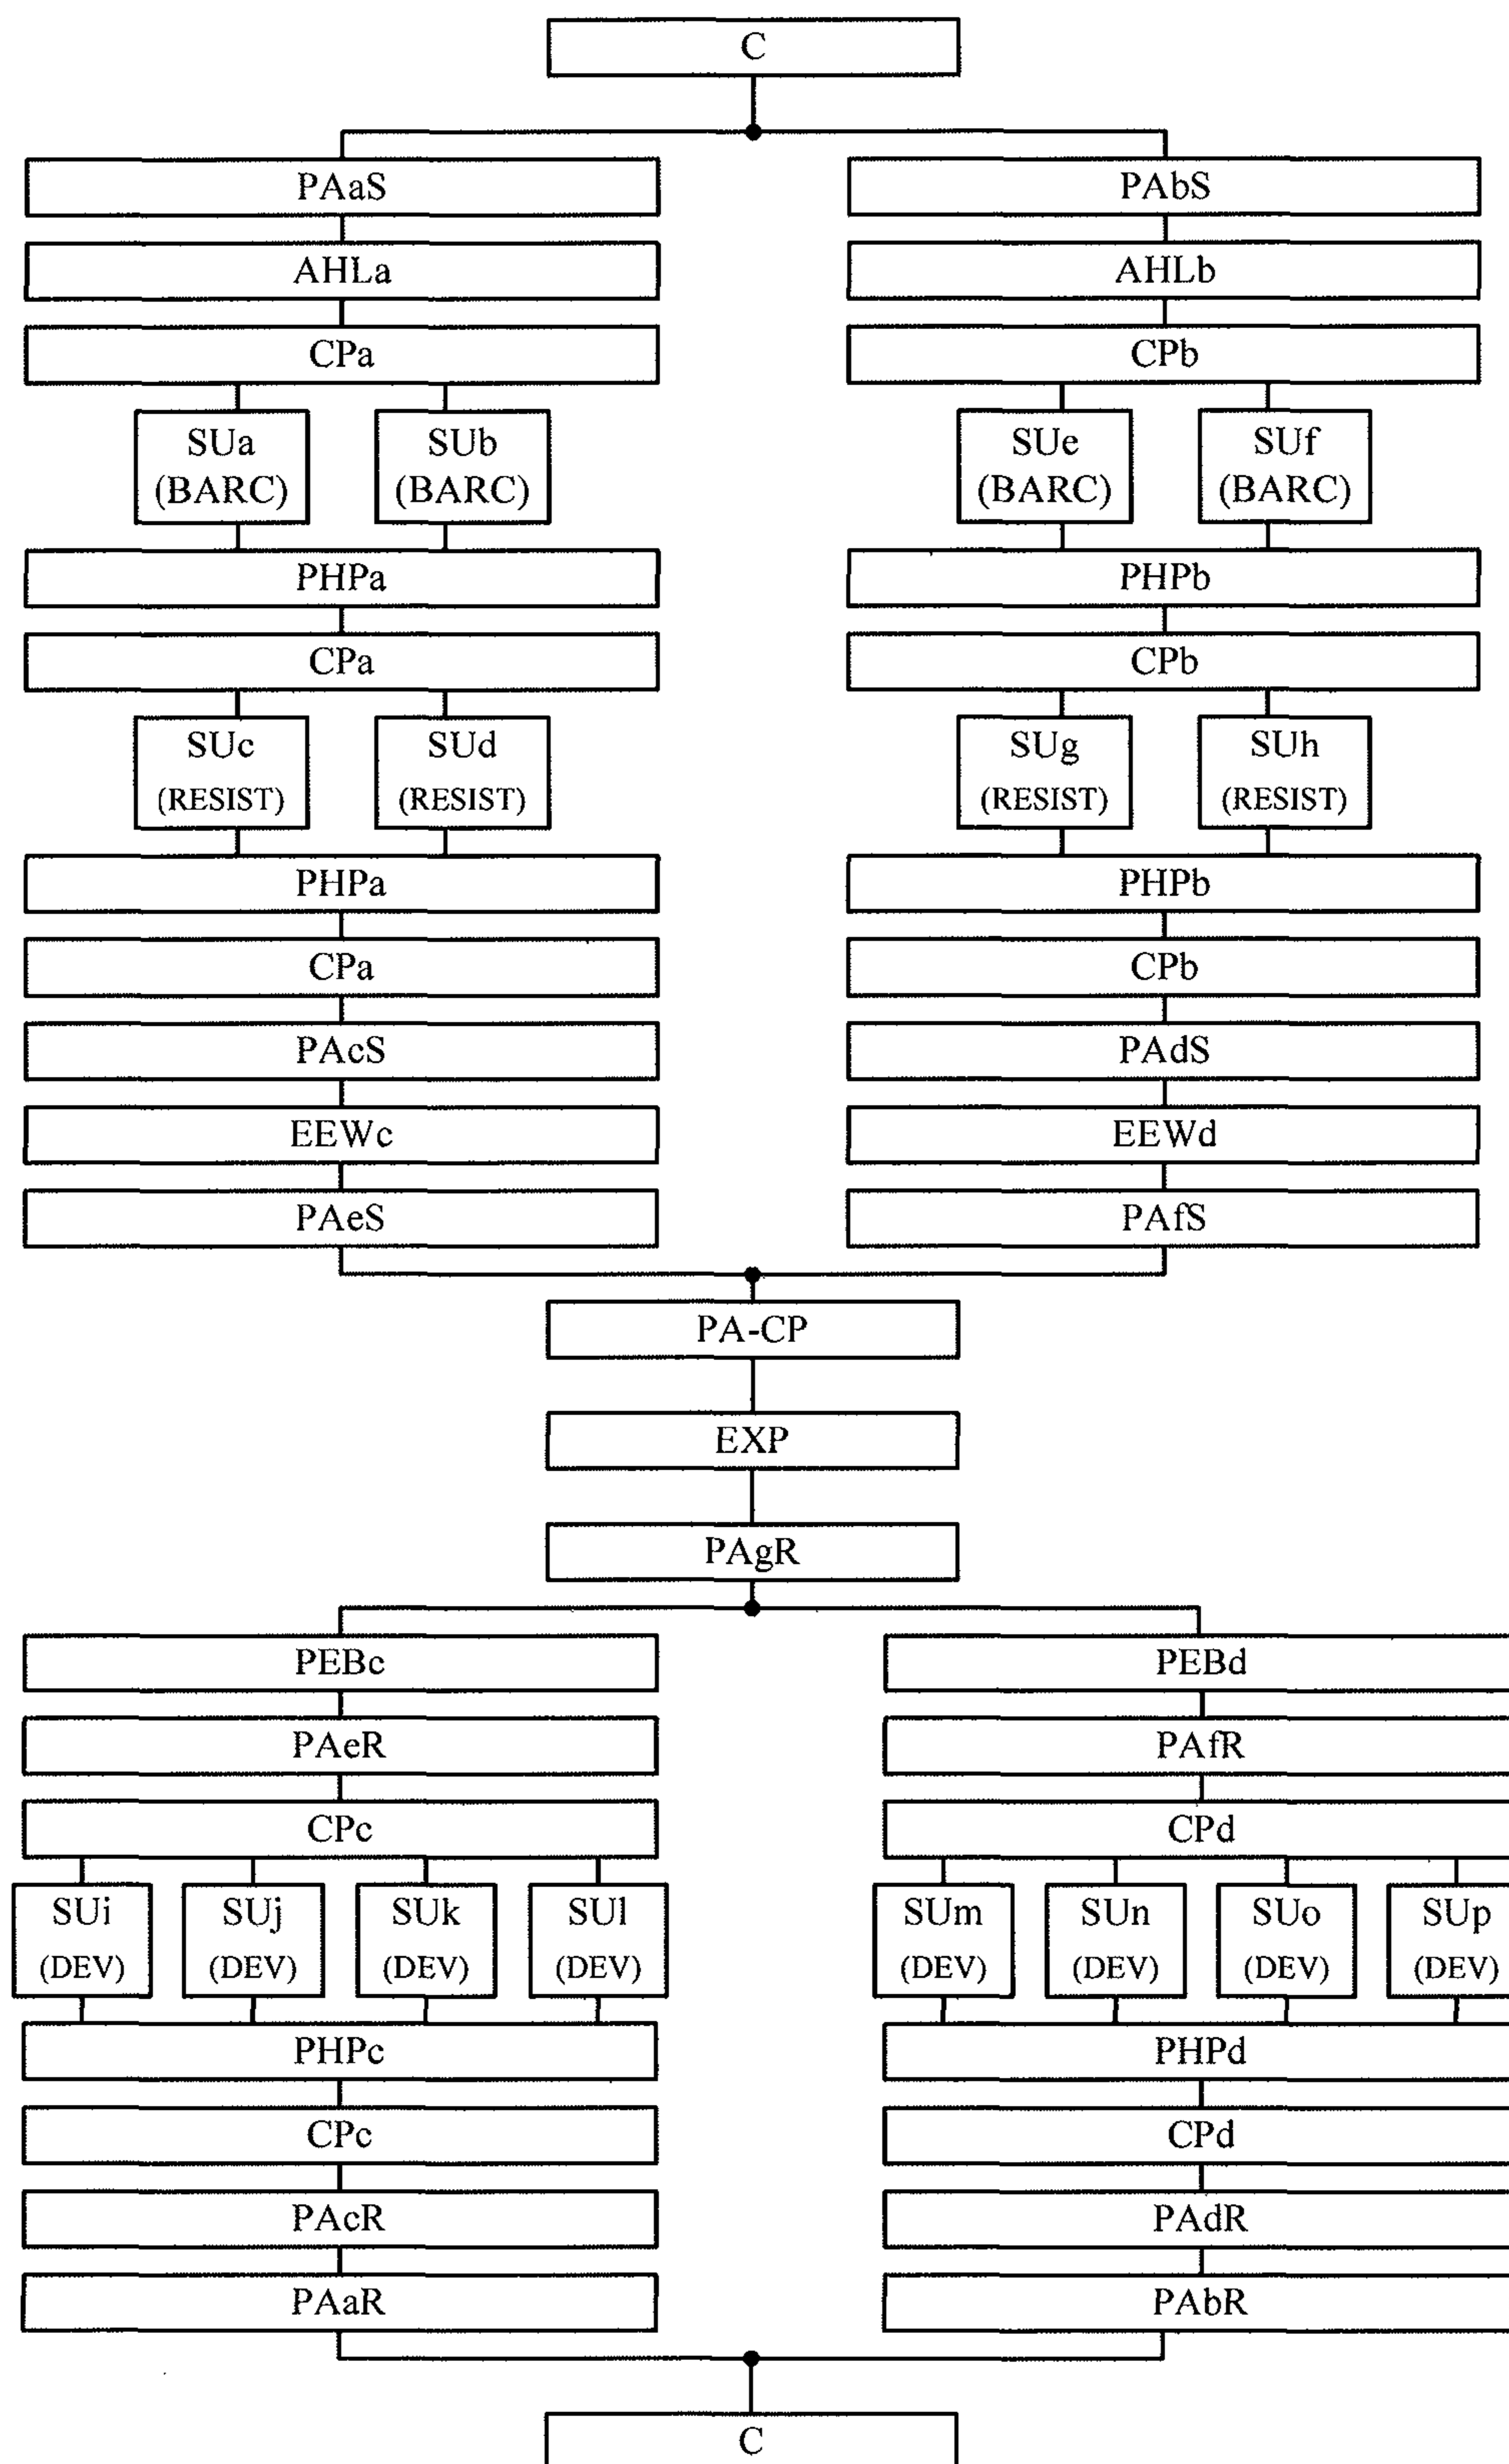 C
PAaS
PAbS
AHLa
AHLb
CPa
CPb
SUa
(BARC)
SUb
(BARC)
SUe
(BARC)
SUf
(BARC)
PHPa
PHPb
CPa
CPb
SUc
(RESIST)
SUd
(RESIST)
SUg
(RESIST)
SUh
(RESIST)
PHPa
PHPb
CPa
CPb
PAcS
PAdS
EEWc
EEWd
PAeS
PAfS
PA-CP
EXP
PAgR
PEBc
PEBd
PAeR
PAfR
CPc
CPd
SUi
(DEV)
SUj
(DEV)
SUk
(DEV)
SUl
(DEV)
SUm
(DEV)
SUn
(DEV)
SUo
(DEV)
SUp
(DEV)
PHPc
PHPd
CPc
CPd
PAcR
PAdR
PAaR
PAbR
C